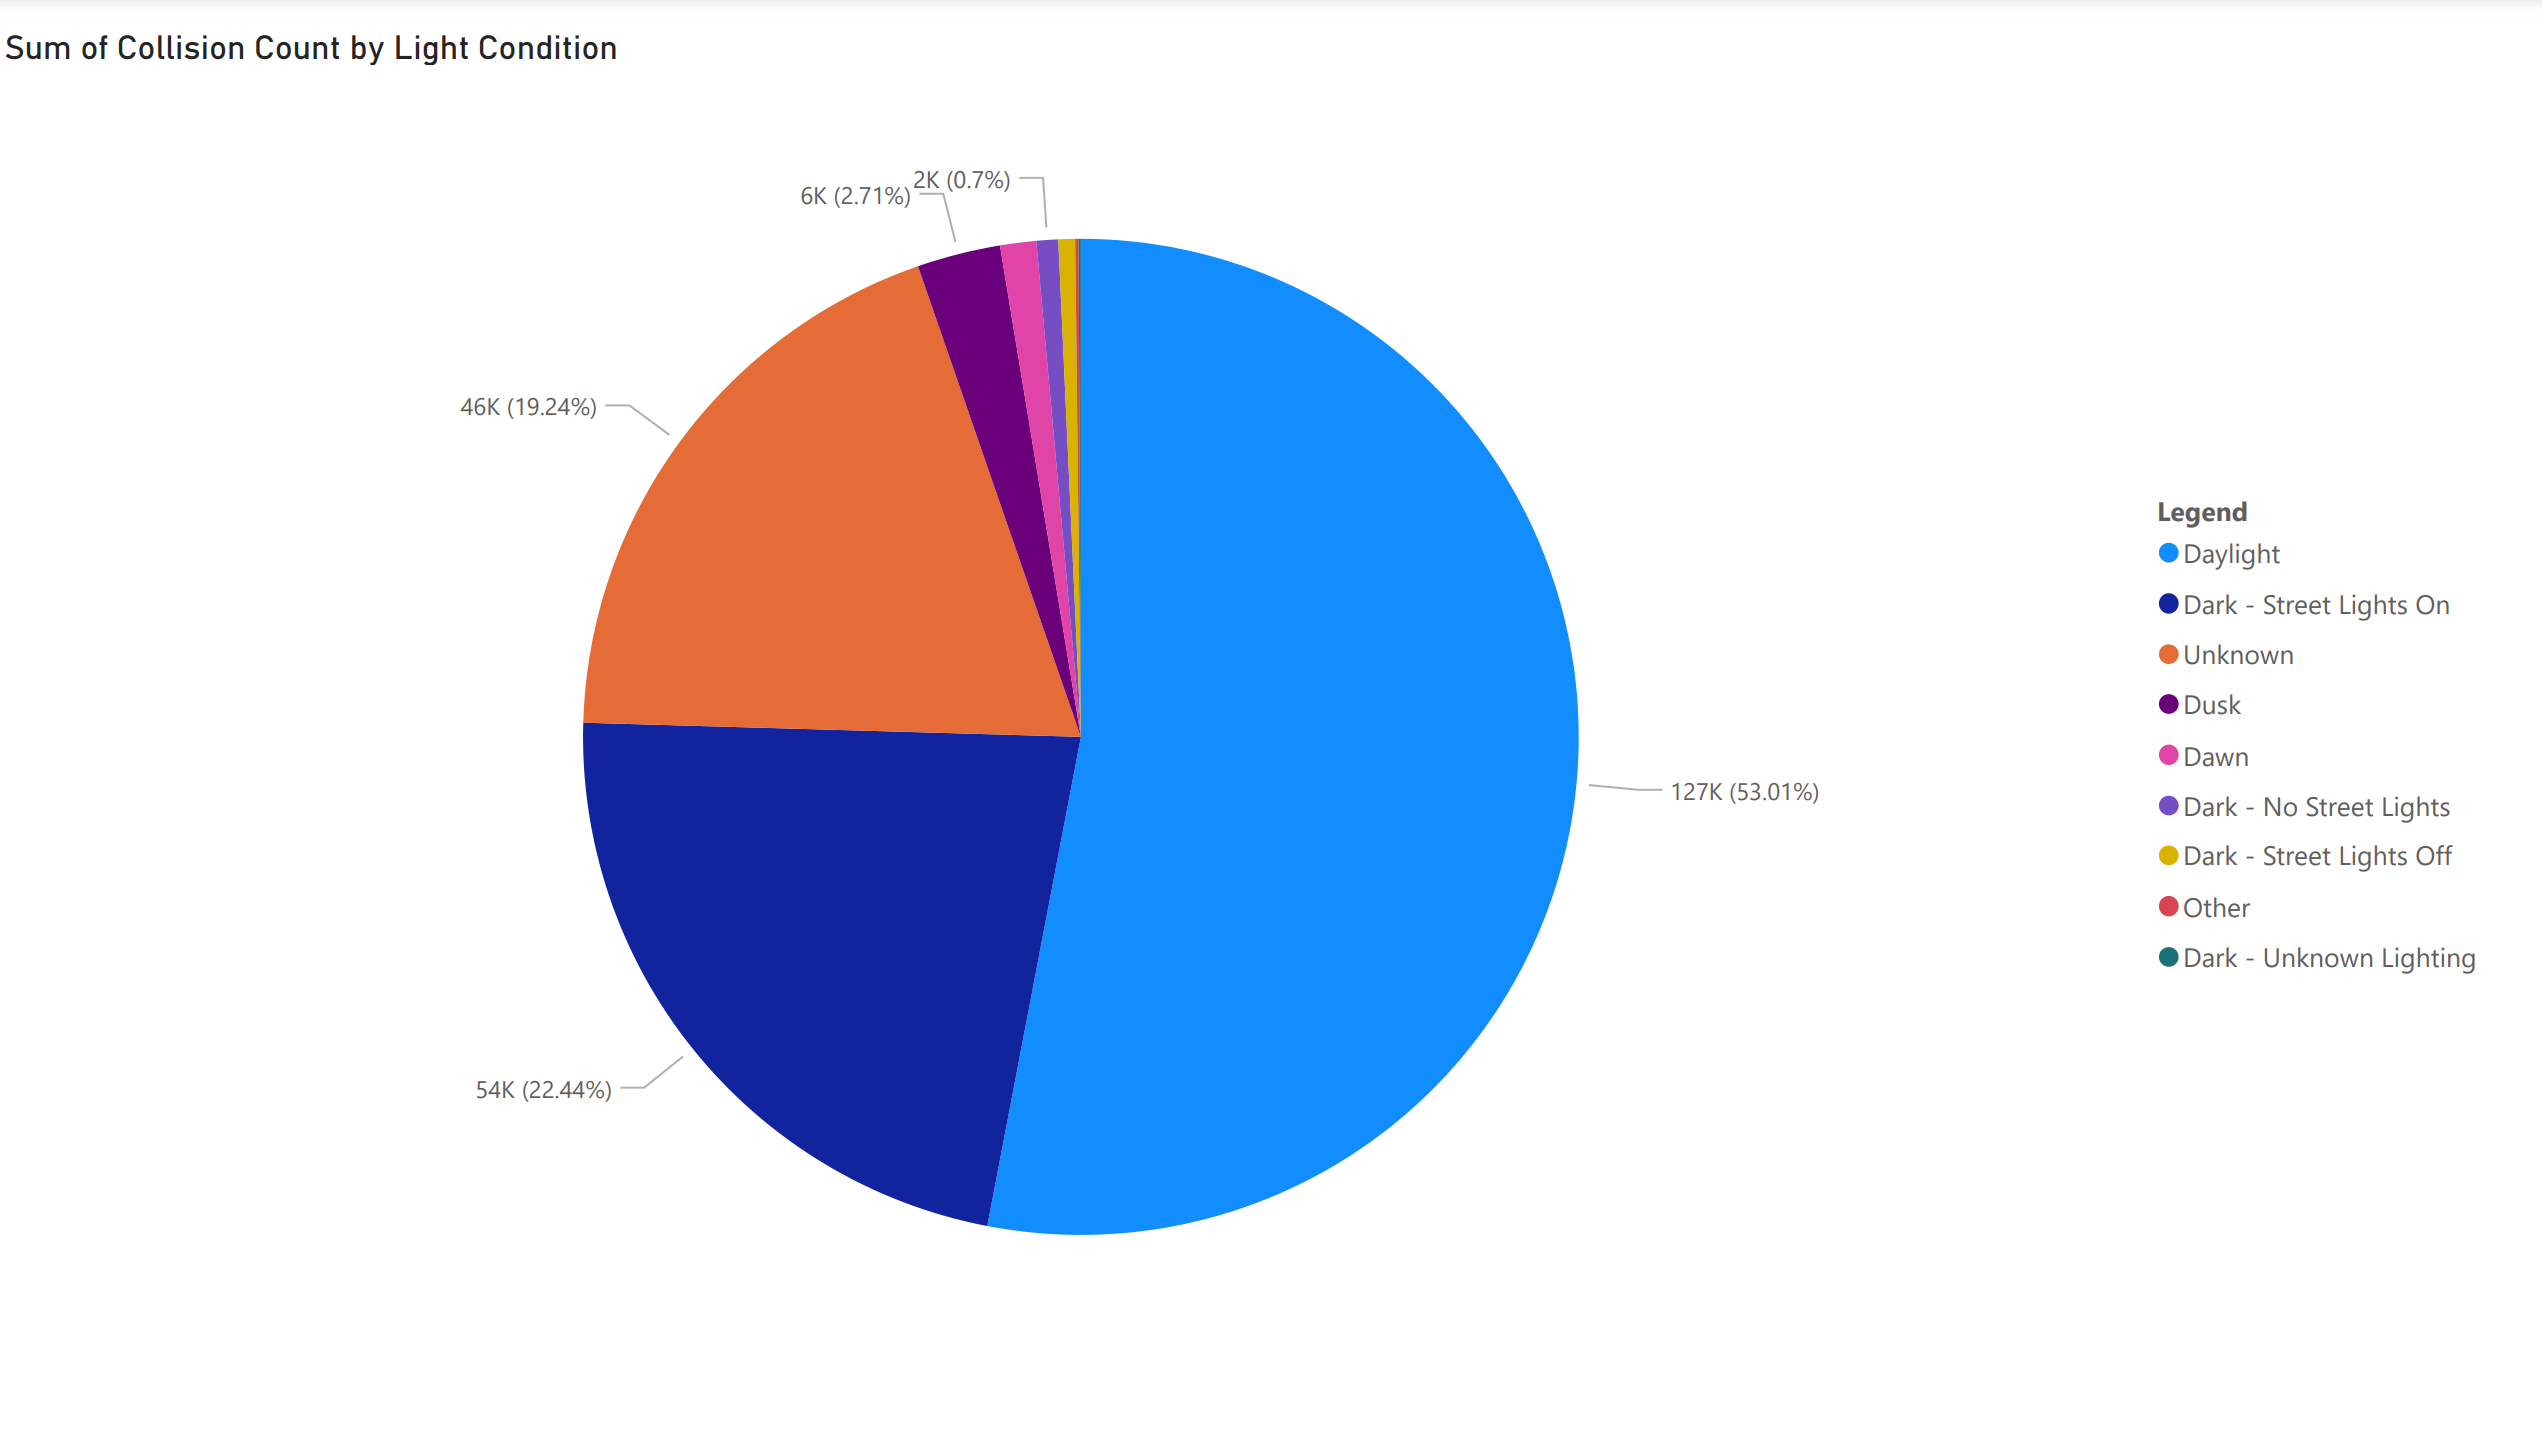 Sum of Collision Count by Light Condition
2K (0.7%)
6K (2.71%)
46K (19.24%)
127K (53.01%)
54K (22.44%)
Legend
Daylight
Dark - Street Lights On
Unknown
Dusk
Dawn
Dark - No Street Lights
Dark - Street Lights Off
Other
Dark - Unknown Lighting